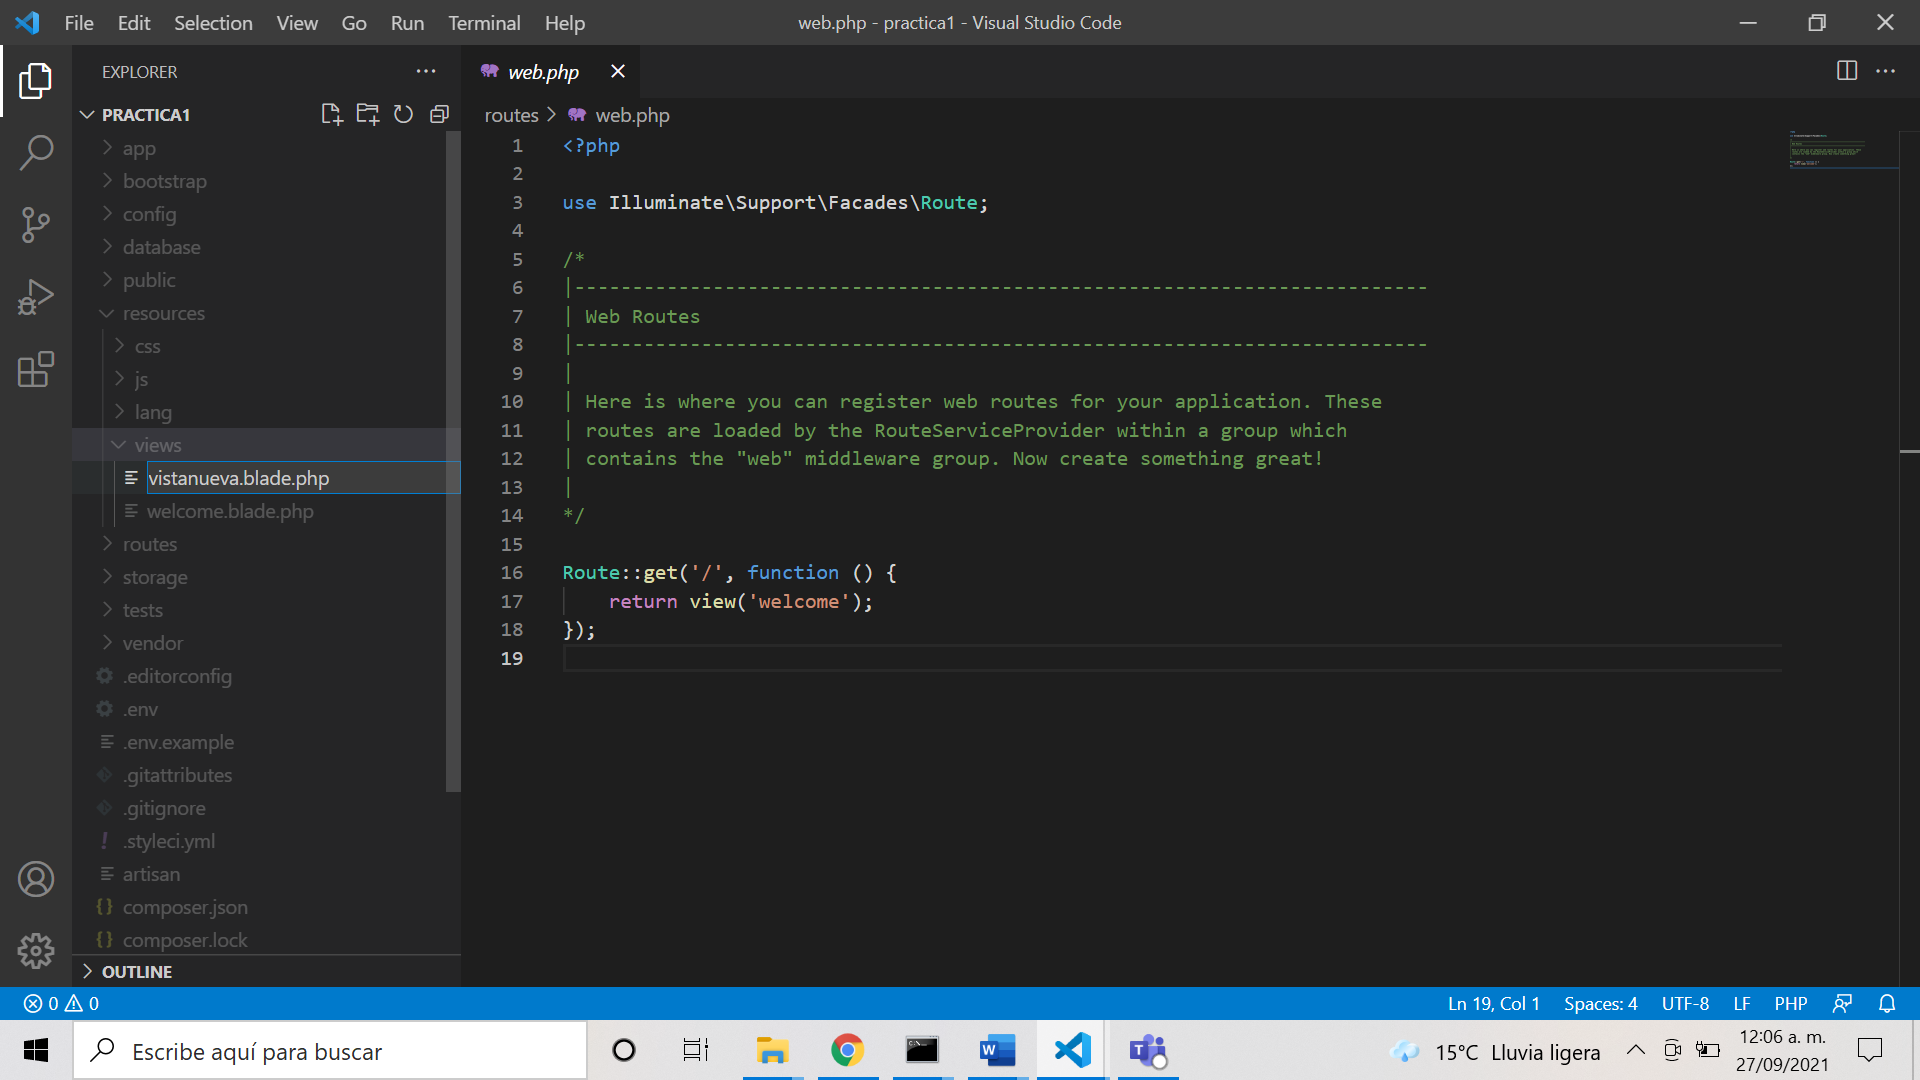 File Edit Selection View Go Run Terminal Help
web.php - practica1 - Visual Studio Code
EXPLORER
PRACTICA1
app
bootstrap
config
database
public
resources
css
js
lang
views
vistanueva.blade.php
welcome.blade.php
routes
storage
tests
vendor
.editorconfig
.env
.env.example
.gitattributes
.gitignore
.styleci.yml
artisan
composer.json
composer.lock
OUTLINE
web.php
routes > web.php
1 <?php
2
3 use Illuminate\Support\Facades\Route;
4
5 /*
6 |--------------------------------------------------------------------------
7 | Web Routes
8 |--------------------------------------------------------------------------
9 |
10 | Here is where you can register web routes for your application. These
11 | routes are loaded by the RouteServiceProvider within a group which
12 | contains the "web" middleware group. Now create something great!
13 |
14 */
15
16 Route::get('/', function () {
17     return view('welcome');
18 });
19
0 0
Ln 19, Col 1 Spaces: 4 UTF-8 LF PHP
Escribe aquí para buscar
15°C Lluvia ligera
12:06 a. m.
27/09/2021